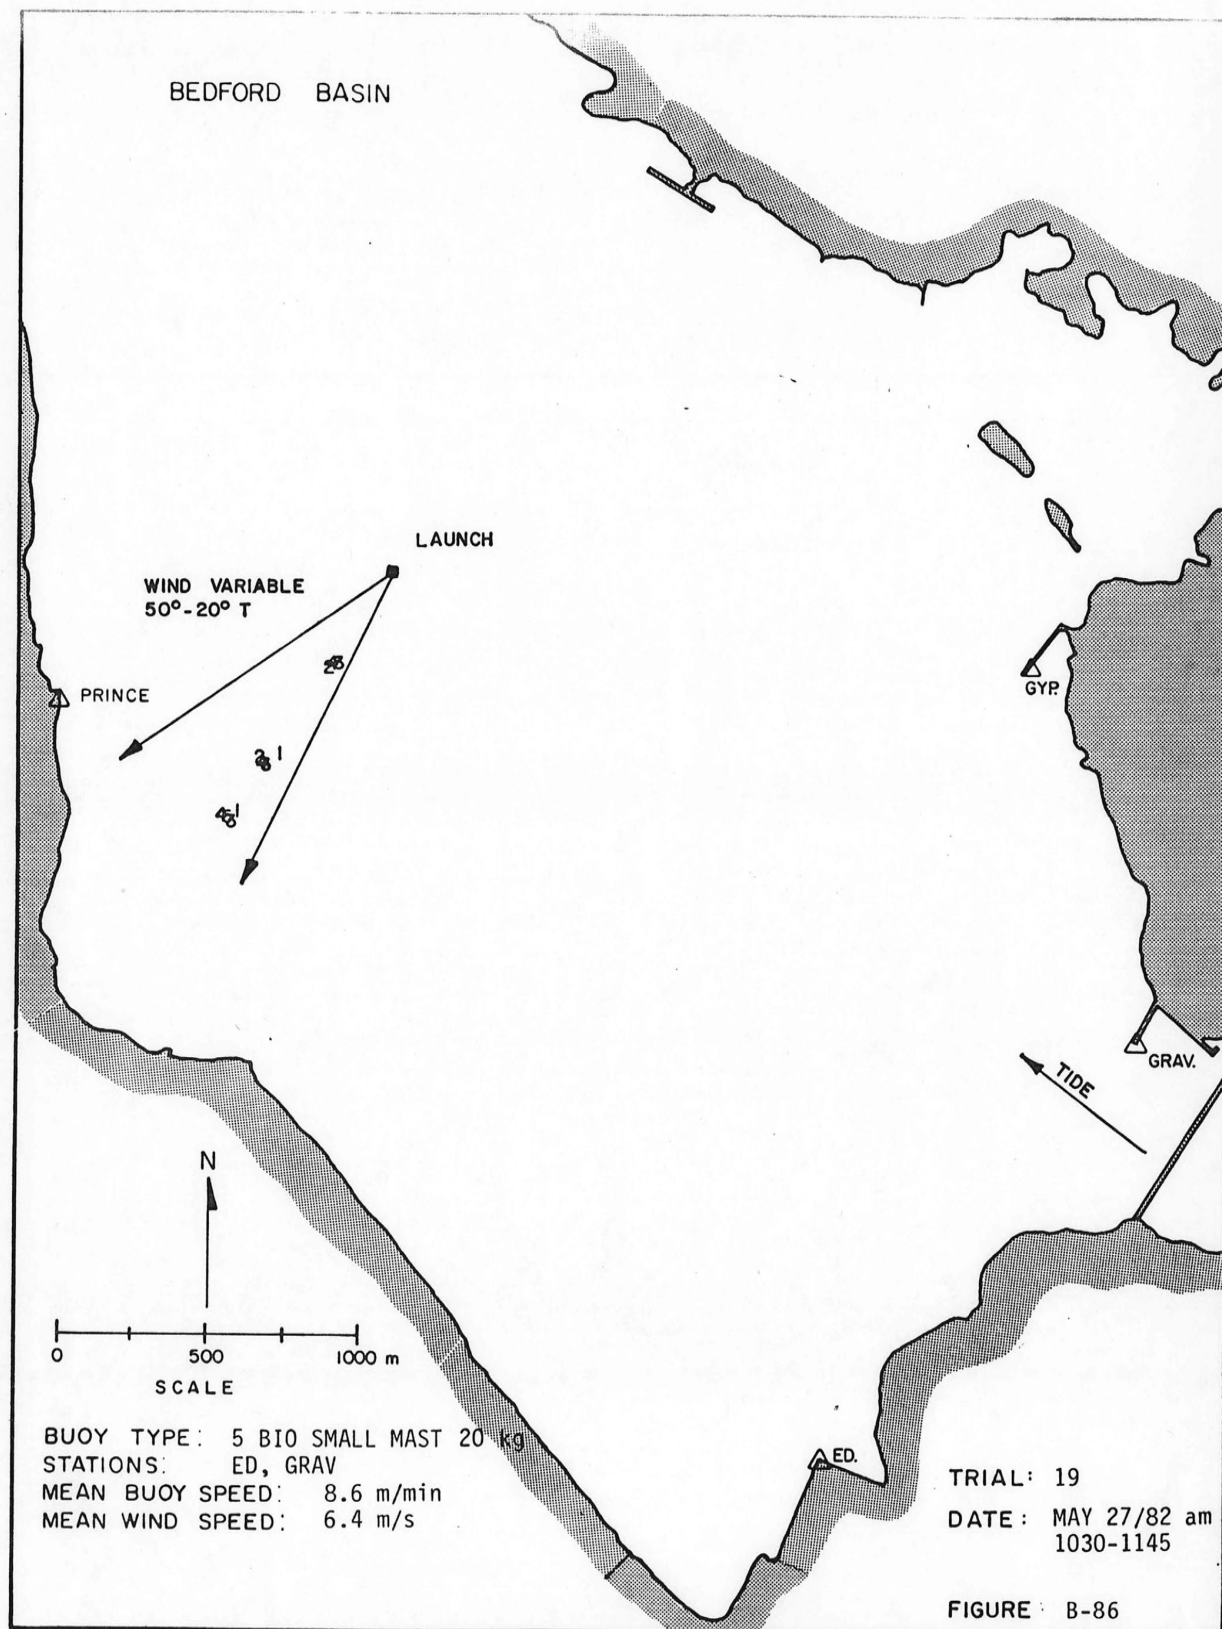 BEDFORD BASIN
LAUNCH
WIND VARIABLE
50°-20° T
PRINCE
GYP.
GRAV.
TIDE
N
0 500 1000 m
SCALE
ED.
BUOY TYPE: 5 BIO SMALL MAST 20 kg
STATIONS: ED, GRAV
MEAN BUOY SPEED: 8.6 m/min
MEAN WIND SPEED: 6.4 m/s
TRIAL: 19
DATE: MAY 27/82 am
1030-1145
FIGURE: B-86